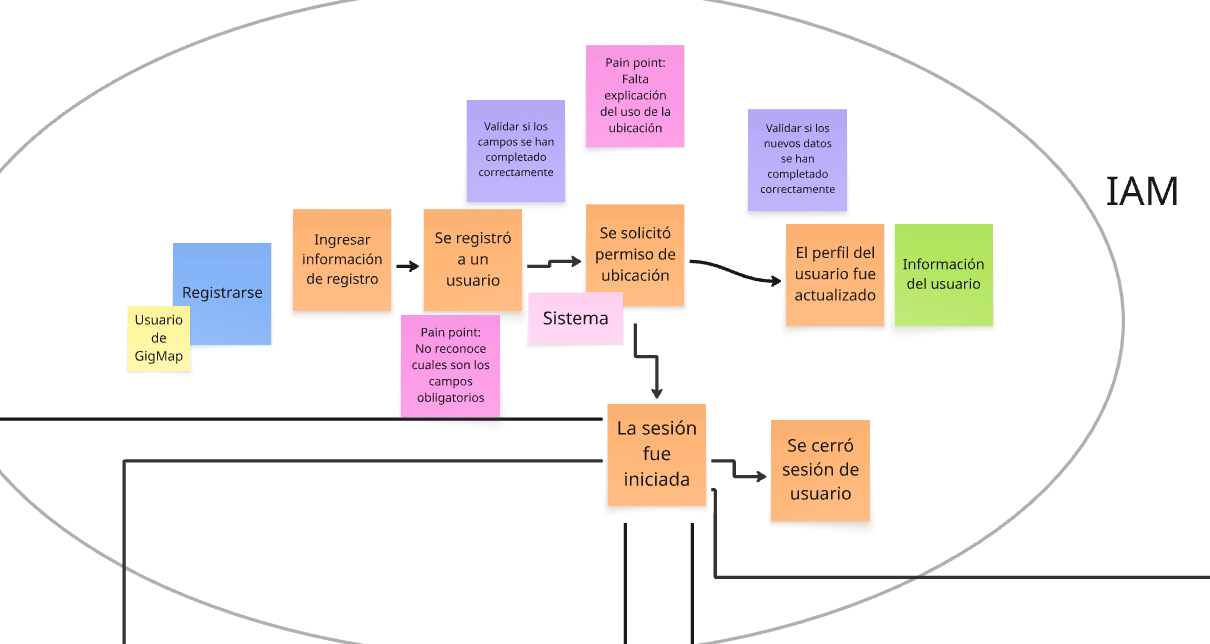 Pain point:
Falta
explicación
del uso de la
ubicación
Validar si los
campos se han
completado
correctamente
Validar si los
nuevos datos
se han
completado
correctamente
IAM
Ingresar
información
de registro
Se registró
a un
usuario
Se solicitó
permiso de
ubicación
El perfil del
usuario fue
actualizado
Información
del usuario
Registrarse
Usuario
de
GigMap
Sistema
Pain point:
No reconoce
cuales son los
campos
obligatorios
La sesión
fue
iniciada
Se cerró
sesión de
usuario